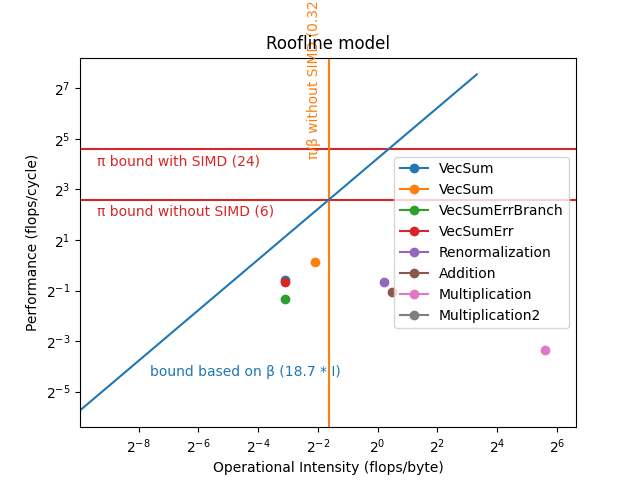 Roofline model
π/β without SIMD (0.32
2⁷
2⁵
2³
2¹
2⁻¹
2⁻³
2⁻⁵
Performance (flops/cycle)
π bound with SIMD (24)
π bound without SIMD (6)
bound based on β (18.7 * I)
VecSum
VecSum
VecSumErrBranch
VecSumErr
Renormalization
Addition
Multiplication
Multiplication2
2⁻⁸ 2⁻⁶ 2⁻⁴ 2⁻² 2⁰ 2² 2⁴ 2⁶
Operational Intensity (flops/byte)